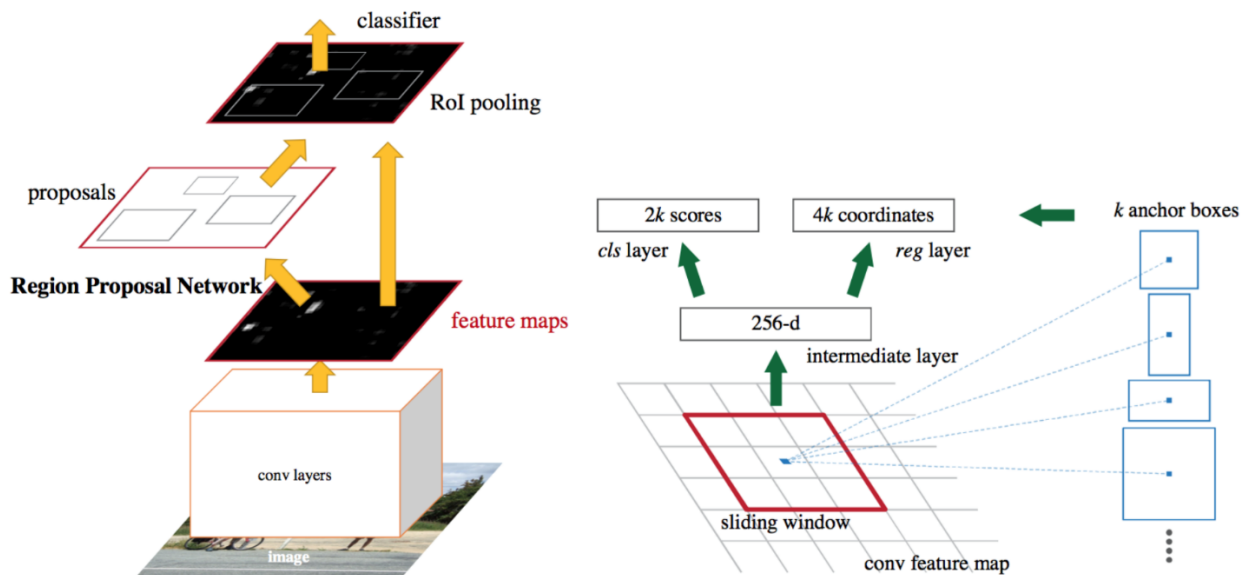 classifier
RoI pooling
proposals
Region Proposal Network
feature maps
conv layers
image
2k scores
4k coordinates
k anchor boxes
cls layer
reg layer
256-d
intermediate layer
sliding window
conv feature map